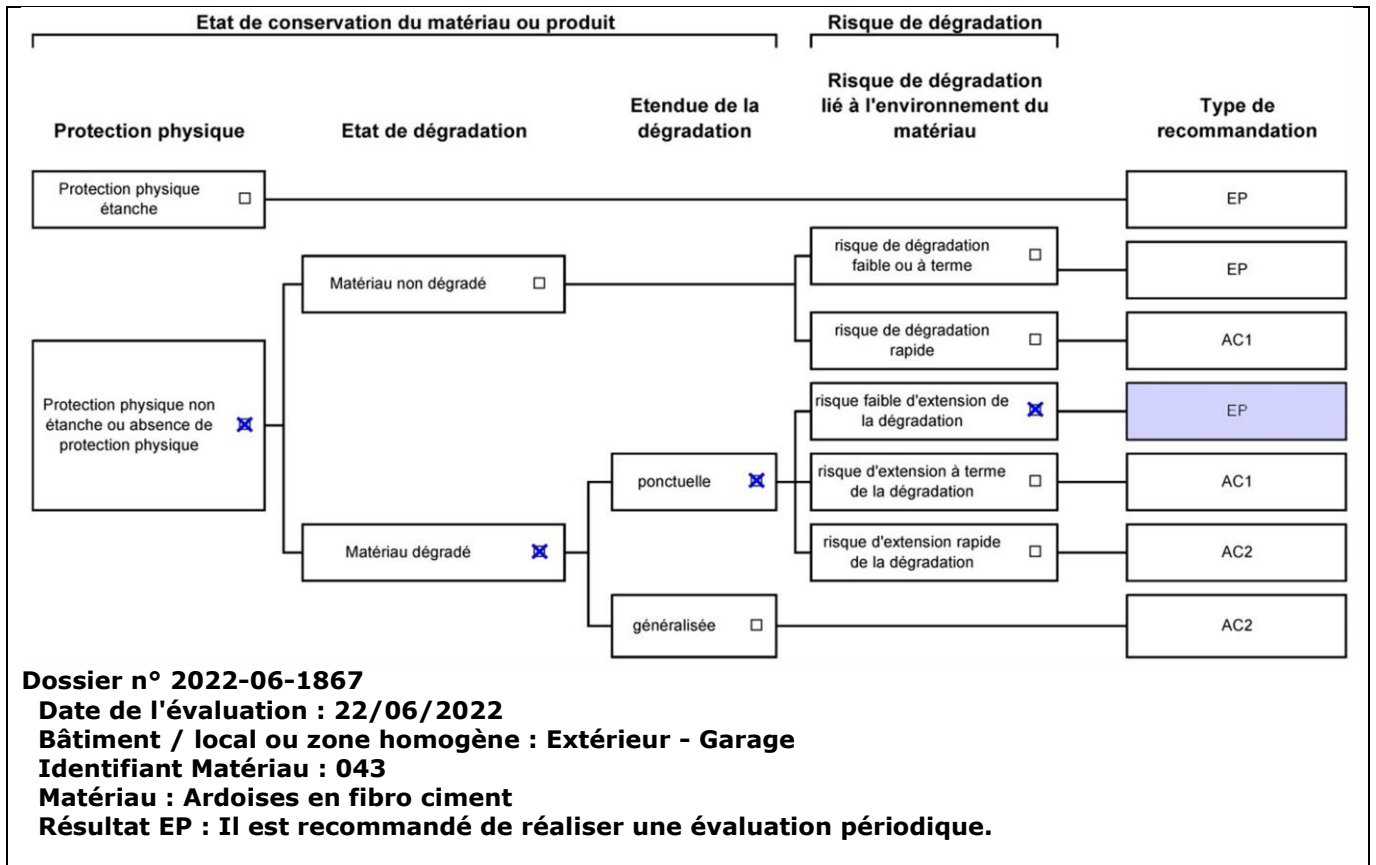 Etat de conservation du matériau ou produit
Risque de dégradation
Protection physique
Etat de dégradation
Etendue de la
dégradation
Risque de dégradation
lié à l'environnement du
matériau
Type de
recommandation
Protection physique
étanche
EP
risque de dégradation
faible ou à terme
EP
Matériau non dégradé
risque de dégradation
rapide
AC1
Protection physique non
étanche ou absence de
protection physique
risque faible d'extension de
la dégradation
EP
ponctuelle
risque d'extension à terme
de la dégradation
AC1
Matériau dégradé
risque d'extension rapide
de la dégradation
AC2
généralisée
AC2
Dossier n° 2022-06-1867
Date de l'évaluation : 22/06/2022
Bâtiment / local ou zone homogène : Extérieur - Garage
Identifiant Matériau : 043
Matériau : Ardoises en fibro ciment
Résultat EP : Il est recommandé de réaliser une évaluation périodique.